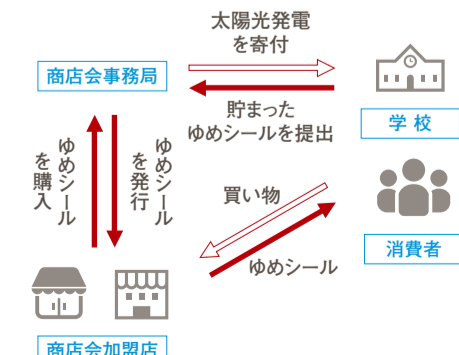 太陽光発電
を寄付
商店会事務局
学校
貯まった
ゆめシールを提出
ゆめシール
を購入
ゆめシール
を発行
買い物
ゆめシール
消費者
商店会加盟店